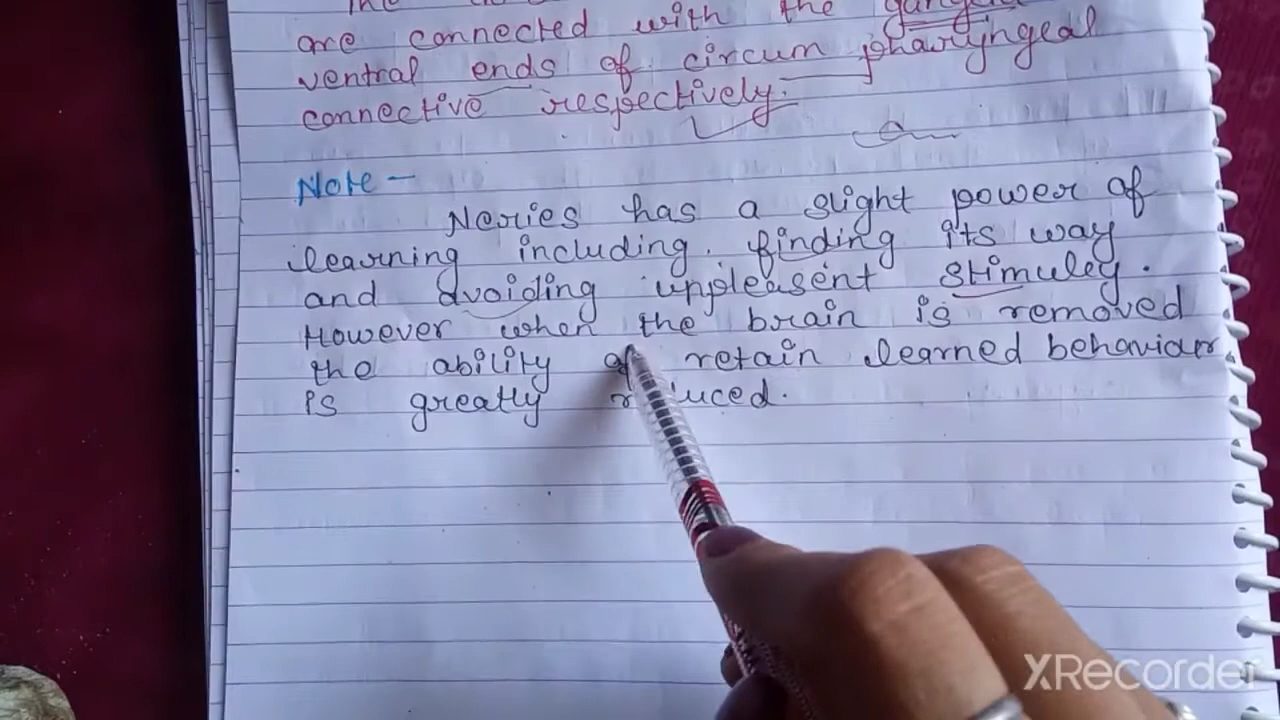 are connected with the
ventral ends of circum pharyngeal
connective respectively.
Note -
Neries has a slight power of
learning including. finding its way
and avoiding unpleasent stimuley.
However when the brain is removed
the ability of retain learned behaviour
is greatly reduced.
XRecorder